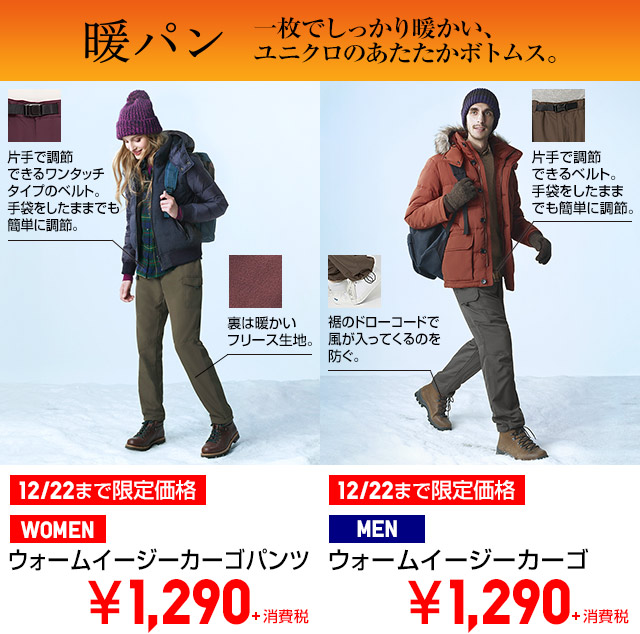 暖パン
一枚でしっかり暖かい、
ユニクロのあたたかボトムス。
片手で調節
できるワンタッチ
タイプのベルト。
手袋をしたままでも
簡単に調節。
裏は暖かい
フリース生地。
片手で調節
できるベルト。
手袋をしたまま
でも簡単に調節。
裾のドローコードで
風が入ってくるのを
防ぐ。
12/22まで限定価格
WOMEN
ウォームイージーカーゴパンツ
¥1,290+消費税
12/22まで限定価格
MEN
ウォームイージーカーゴ
¥1,290+消費税